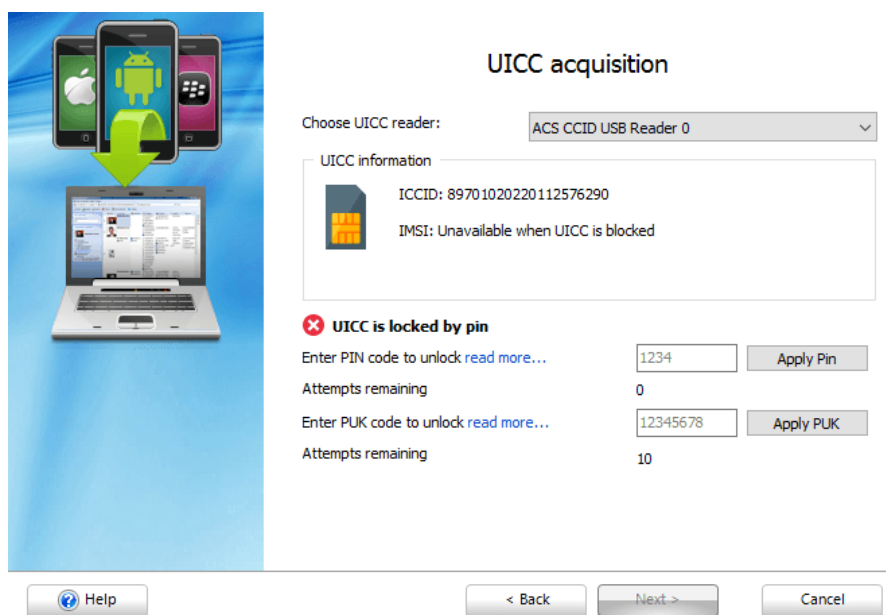 UICC acquisition
Choose UICC reader: ACS CCID USB Reader 0
UICC information
ICCID: 89701020220112576290
IMSI: Unavailable when UICC is blocked
UICC is locked by pin
Enter PIN code to unlock read more... 1234 Apply Pin
Attempts remaining 0
Enter PUK code to unlock read more... 12345678 Apply PUK
Attempts remaining 10
Help < Back Next > Cancel